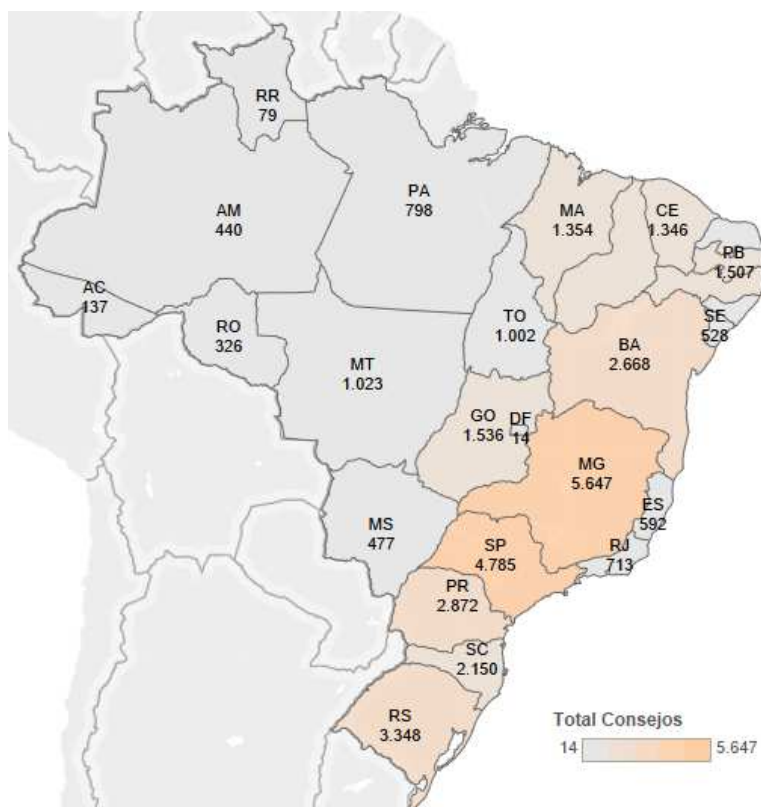 RR
79
PA
798
AM
440
MA
1.354
CE
1.346
PB
1.507
AC
137
RO
326
TO
1.002
SE
528
BA
2.668
MT
1.023
GO
1.536
DF
14
MG
5.647
ES
592
MS
477
SP
4.785
RJ
713
PR
2.872
SC
2.150
RS
3.348
Total Consejos
14 5.647